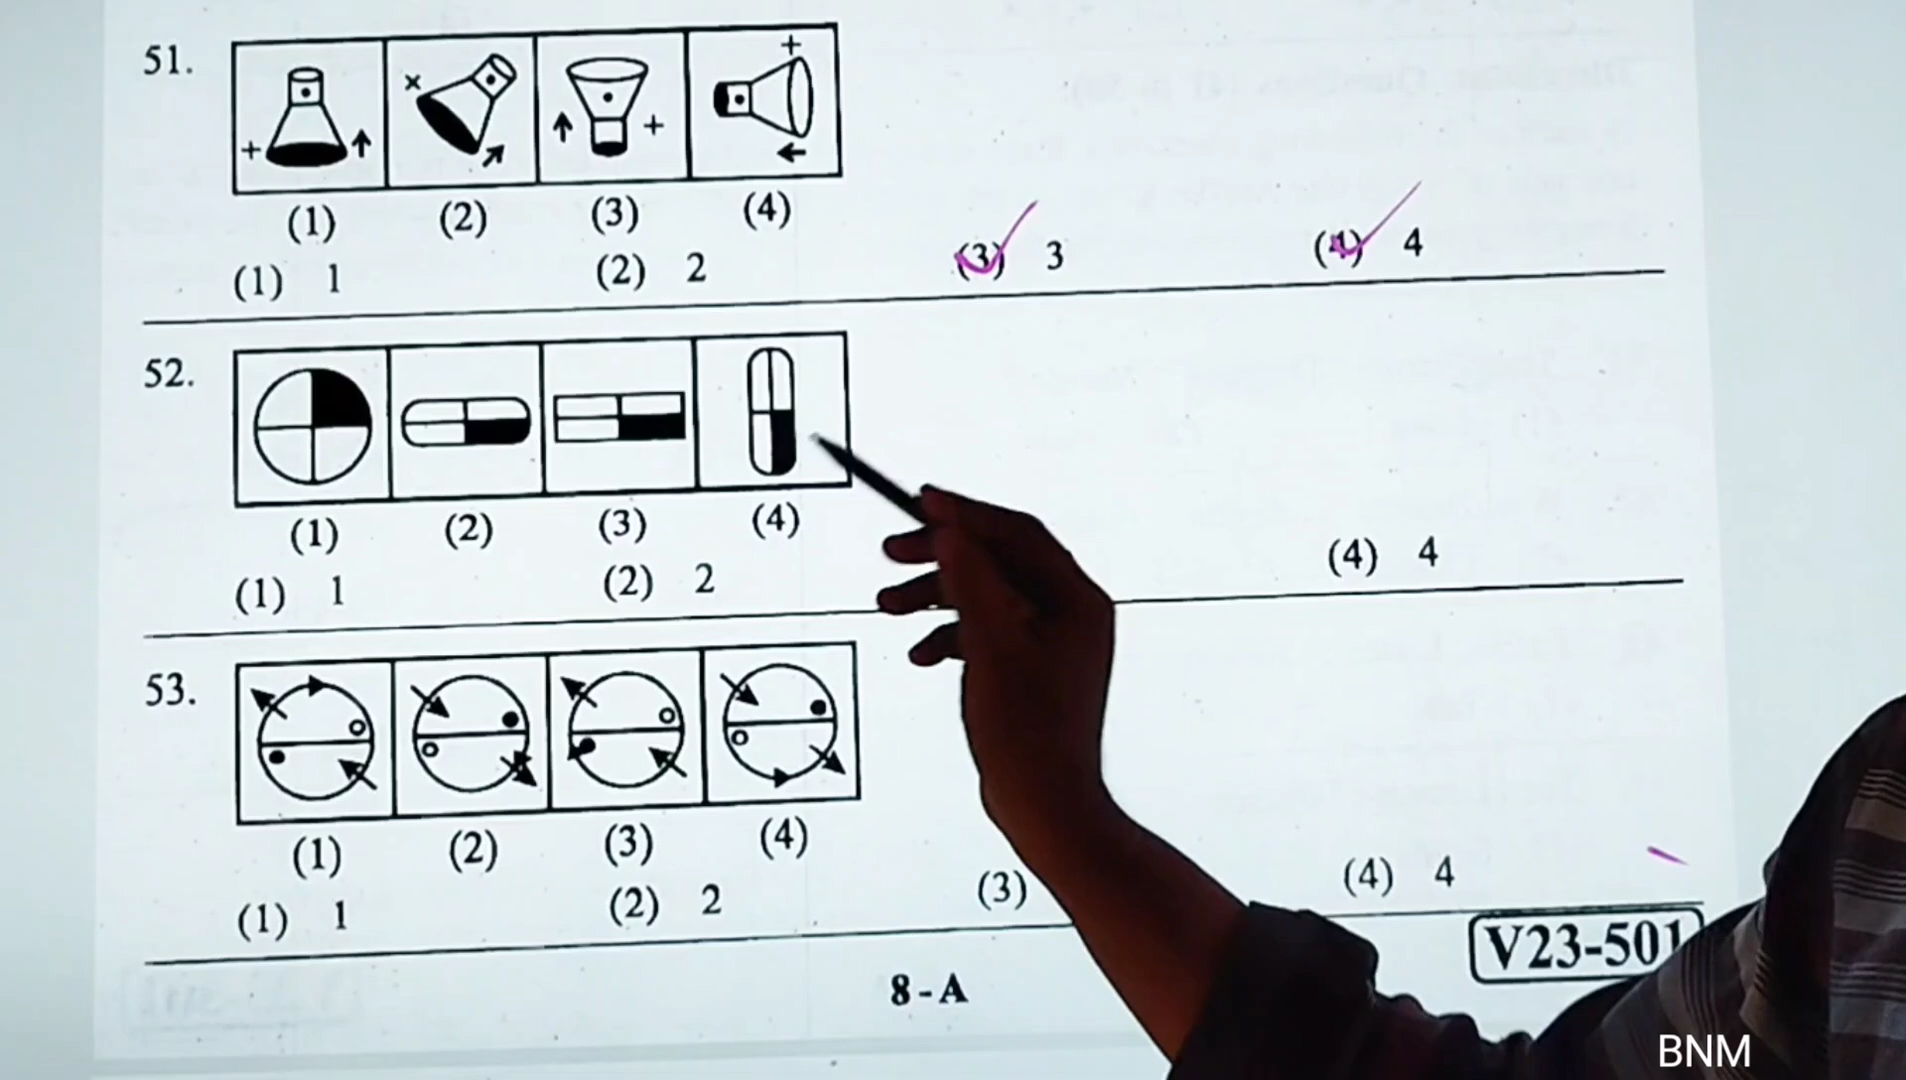 51.
(1) (2) (3) (4)
(1) 1 (2) 2 (3) 3 (4) 4
52.
(1) (2) (3) (4)
(1) 1 (2) 2 (4) 4
53.
(1) (2) (3) (4)
(1) 1 (2) 2 (3) (4) 4
V23-501
8 - A
BNM